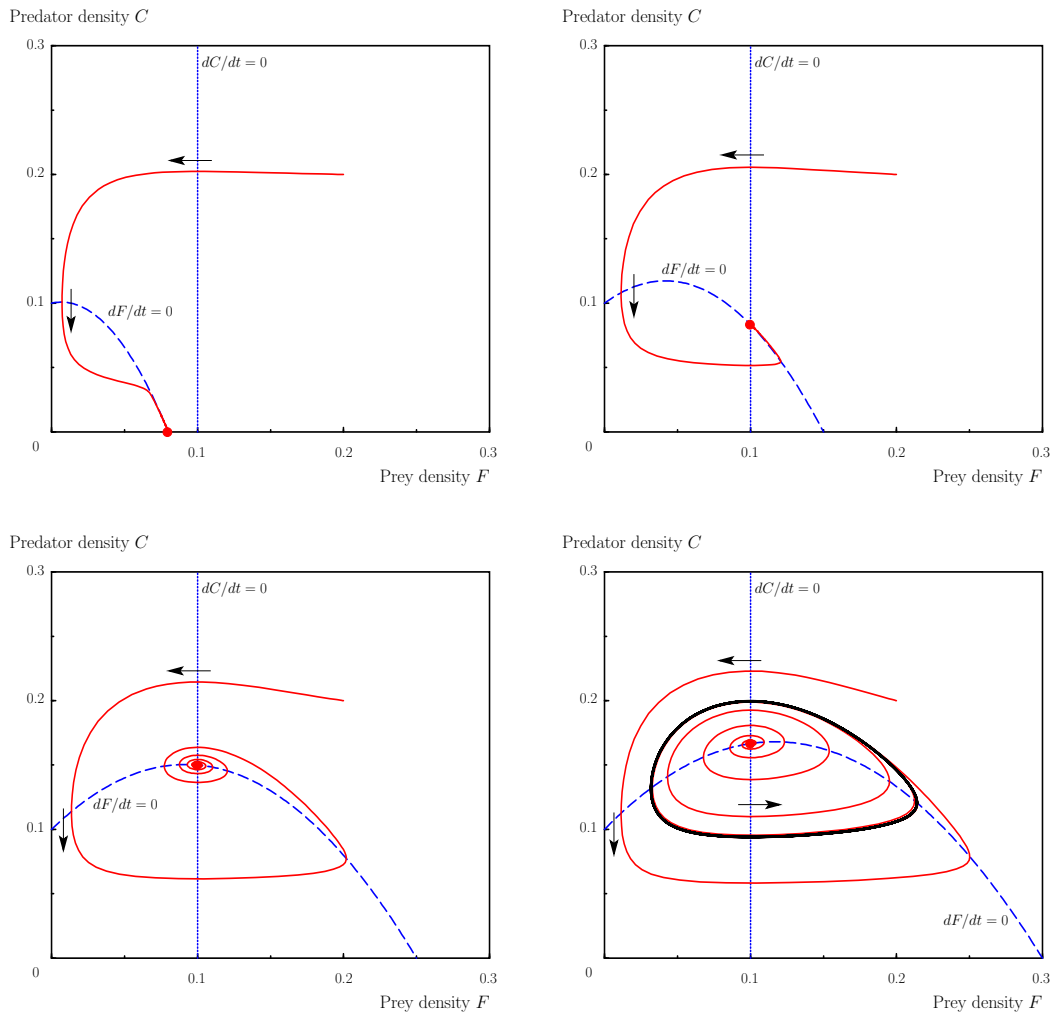 Predator density C
0.3
dC/dt = 0
0.2
dF/dt = 0
0.1
0
0.1
0.2
0.3
Prey density F
Predator density C
0.3
dC/dt = 0
0.2
dF/dt = 0
0.1
0
0.1
0.2
0.3
Prey density F
Predator density C
0.3
dC/dt = 0
0.2
dF/dt = 0
0.1
0
0.1
0.2
0.3
Prey density F
Predator density C
0.3
dC/dt = 0
0.2
0.1
dF/dt = 0
0
0.1
0.2
0.3
Prey density F